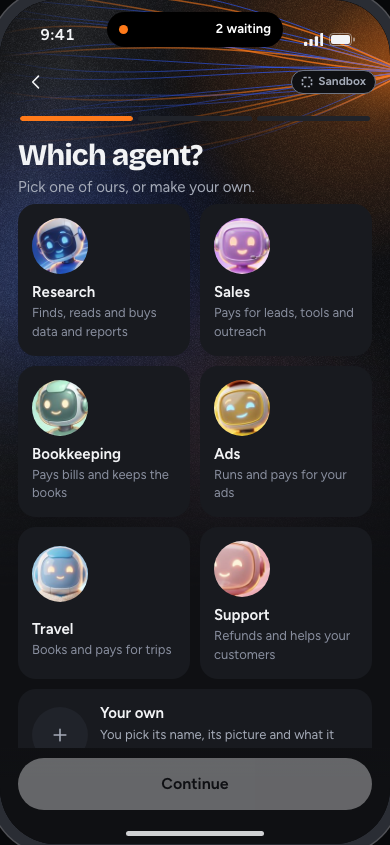 9:41
2 waiting
Sandbox
Which agent?
Pick one of ours, or make your own.
Research
Finds, reads and buys
data and reports
Sales
Pays for leads, tools and
outreach
Bookkeeping
Pays bills and keeps the
books
Ads
Runs and pays for your
ads
Travel
Books and pays for trips
Support
Refunds and helps your
customers
Your own
You pick its name, its picture and what it
Continue